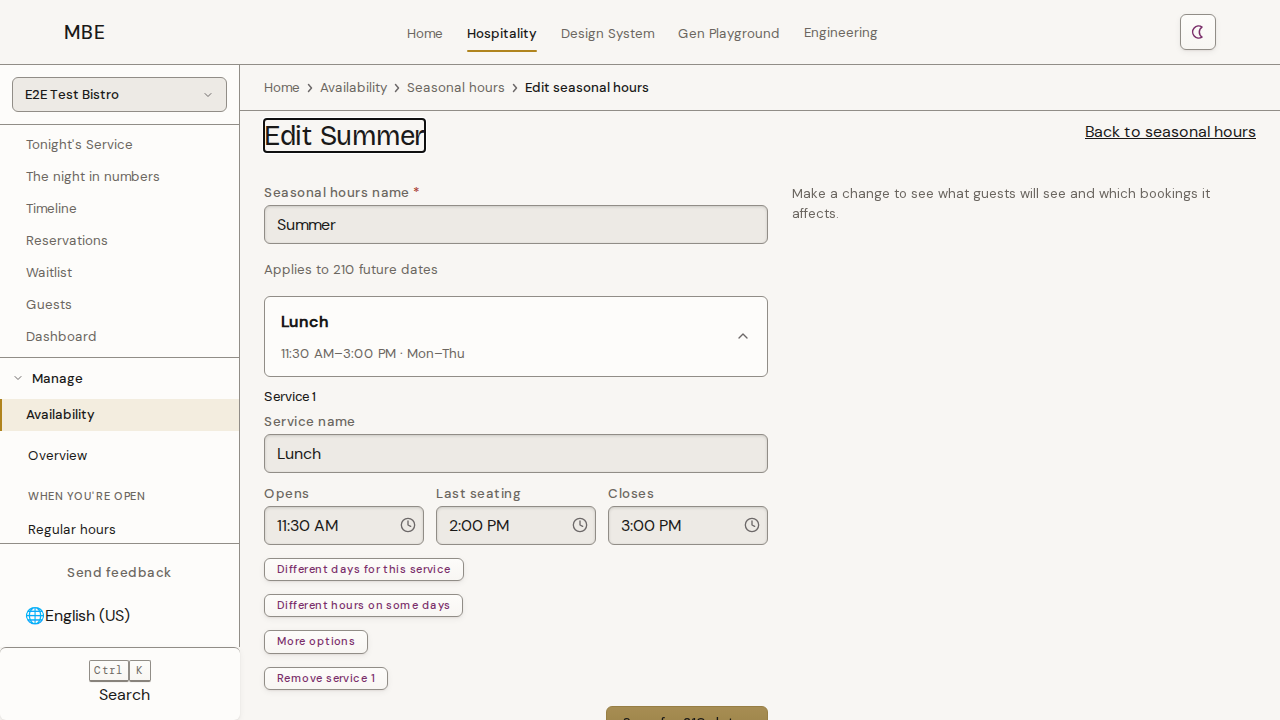 MBE
Home
Hospitality
Design System
Gen Playground
Engineering
E2E Test Bistro
Tonight's Service
The night in numbers
Timeline
Reservations
Waitlist
Guests
Dashboard
Manage
Availability
Overview
WHEN YOU'RE OPEN
Regular hours
Send feedback
English (US)
Ctrl K
Search
Home > Availability > Seasonal hours > Edit seasonal hours
Edit Summer
Back to seasonal hours
Seasonal hours name *
Summer
Applies to 210 future dates
Lunch
11:30 AM–3:00 PM · Mon–Thu
Service 1
Service name
Lunch
Opens
Last seating
Closes
11:30 AM
2:00 PM
3:00 PM
Different days for this service
Different hours on some days
More options
Remove service 1
Make a change to see what guests will see and which bookings it
affects.